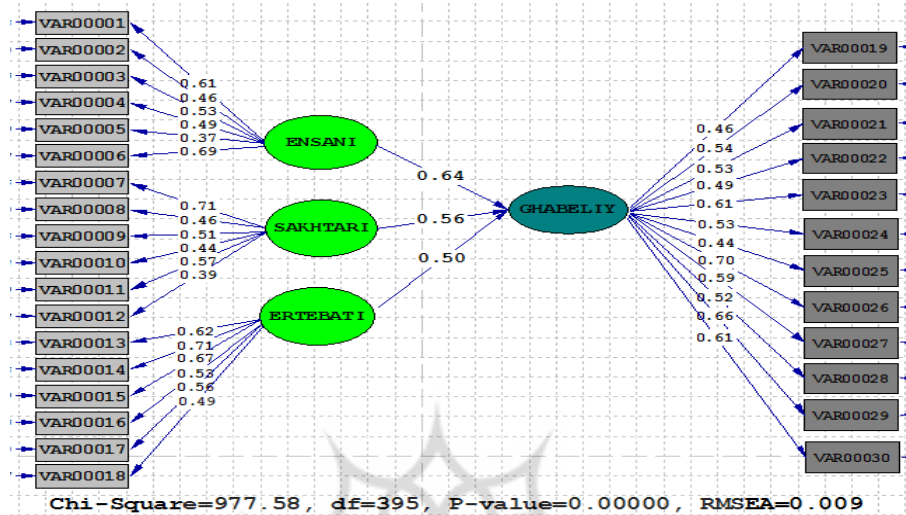 VAR00001
VAR00002
VAR00003
VAR00004
VAR00005
VAR00006
VAR00007
VAR00008
VAR00009
VAR00010
VAR00011
VAR00012
VAR00013
VAR00014
VAR00015
VAR00016
VAR00017
VAR00018
0.61
0.46
0.53
0.49
0.37
0.69
0.71
0.46
0.51
0.44
0.57
0.39
0.62
0.71
0.67
0.53
0.56
0.49
ENSANI
SAKHTARI
ERTEBATI
0.64
0.56
0.50
GHABELIY
0.46
0.54
0.53
0.49
0.61
0.53
0.44
0.70
0.59
0.52
0.66
0.61
VAR00019
VAR00020
VAR00021
VAR00022
VAR00023
VAR00024
VAR00025
VAR00026
VAR00027
VAR00028
VAR00029
VAR00030
Chi-Square=977.58, df=395, P-value=0.00000, RMSEA=0.009